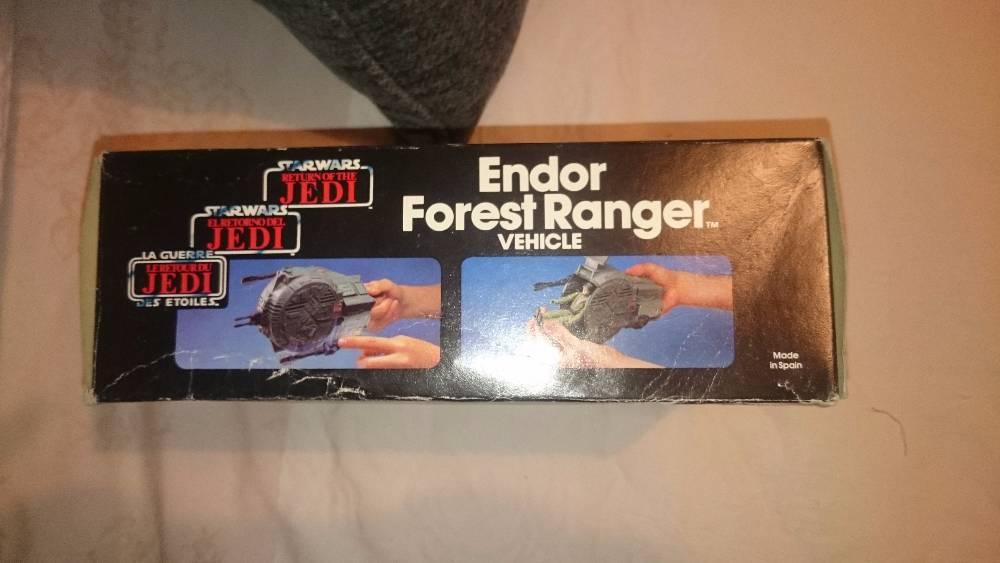 STAR WARS
RETURN OF THE
JEDI
STAR WARS
EL RETORNO DEL
JEDI
LA GUERRE
LE RETOUR DU
JEDI
DES ETOILES
Endor
Forest Ranger™
VEHICLE
Made
in Spain